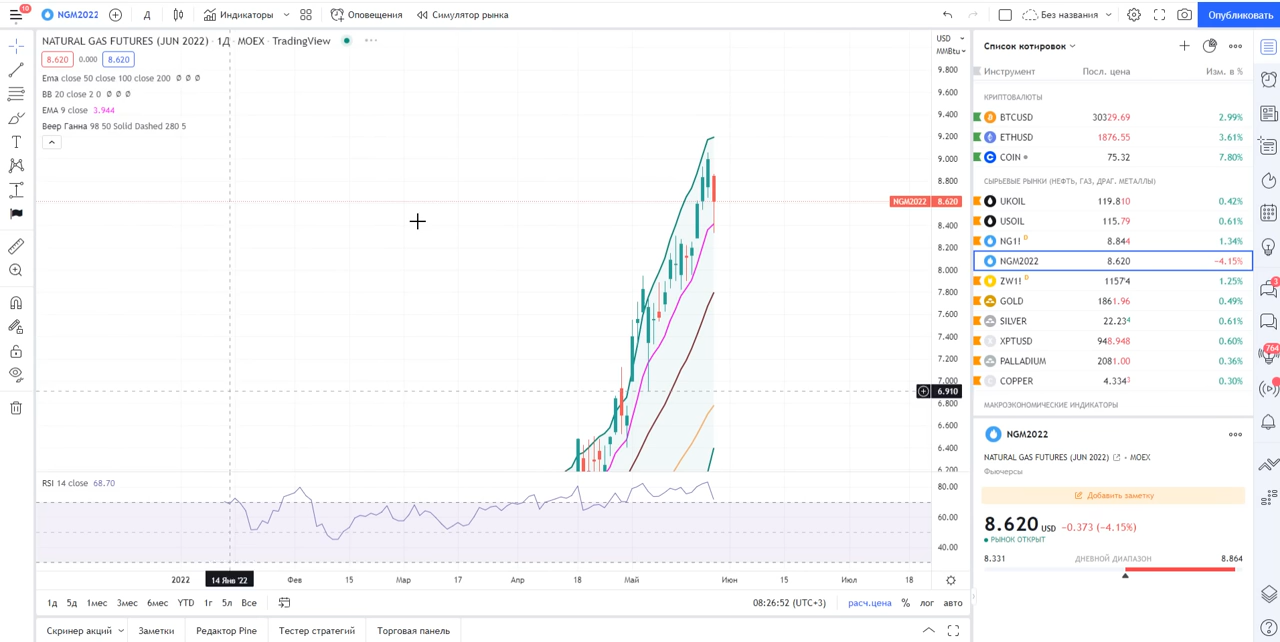 10
NGM2022
Д
Индикаторы
Оповещения
Симулятор рынка
Без названия
Опубликовать
NATURAL GAS FUTURES (JUN 2022) · 1Д · MOEX · TradingView
8.620 0.000 8.620
Ema close 50 close 100 close 200 ∅ ∅ ∅
BB 20 close 2 0 ∅ ∅ ∅
EMA 9 close 3.944
Веер Ганна 98 50 Solid Dashed 280 5
USD
MMBtu
9.800
9.600
9.400
9.200
9.000
8.800
NGM2022 8.620
8.400
8.200
8.000
7.800
7.600
7.400
7.200
7.000
6.910
6.800
6.600
6.400
6.200
RSI 14 close 68.70
80.00
60.00
40.00
2022 14 Янв '22 Фев 15 Мар 17 Апр 18 Май Июн 15 Июл 18
1д 5д 1мес 3мес 6мес YTD 1г 5л Все
08:26:52 (UTC+3) расч.цена % лог авто
Скринер акций Заметки Редактор Pine Тестер стратегий Торговая панель
Список котировок
Инструмент Посл. цена Изм. в %
КРИПТОВАЛЮТЫ
BTCUSD 30329.69 2.99%
ETHUSD 1876.55 3.61%
COIN 75.32 7.80%
СЫРЬЕВЫЕ РЫНКИ (НЕФТЬ, ГАЗ, ДРАГ. МЕТАЛЛЫ)
UKOIL 119.810 0.42%
USOIL 115.79 0.61%
NG1! D 8.844 1.34%
NGM2022 8.620 −4.15%
ZW1! D 1157'4 1.25%
GOLD 1861.96 0.49%
SILVER 22.234 0.61%
XPTUSD 948.948 0.60%
PALLADIUM 2081.00 0.36%
COPPER 4.3343 0.30%
МАКРОЭКОНОМИЧЕСКИЕ ИНДИКАТОРЫ
NGM2022
NATURAL GAS FUTURES (JUN 2022) · MOEX
Фьючерсы
Добавить заметку
8.620 USD −0.373 (−4.15%)
РЫНОК ОТКРЫТ
8.331 ДНЕВНОЙ ДИАПАЗОН 8.864
3
764